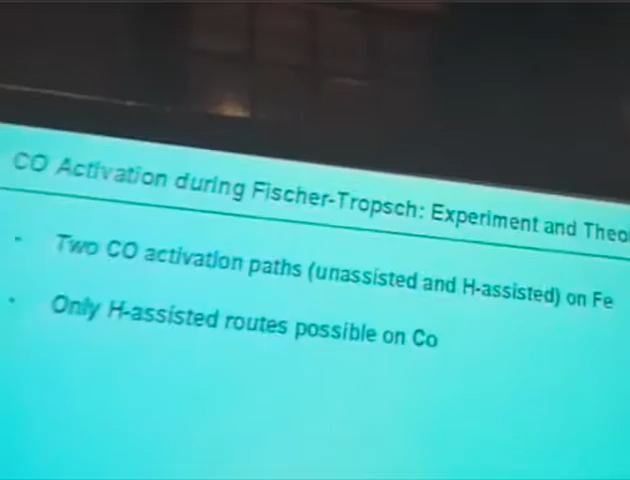 CO Activation during Fischer-Tropsch: Experiment and Theo
Two CO activation paths (unassisted and H-assisted) on Fe
Only H-assisted routes possible on Co